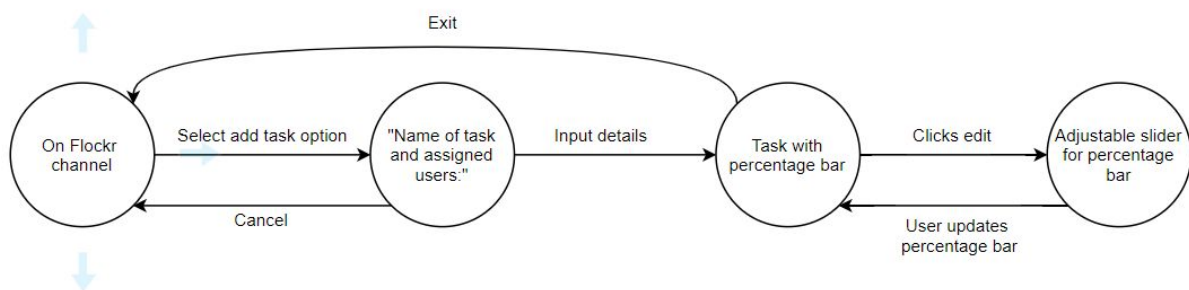 Exit
On Flockr
channel
Select add task option
"Name of task
and assigned
users:"
Input details
Task with
percentage bar
Clicks edit
Adjustable slider
for percentage
bar
Cancel
User updates
percentage bar